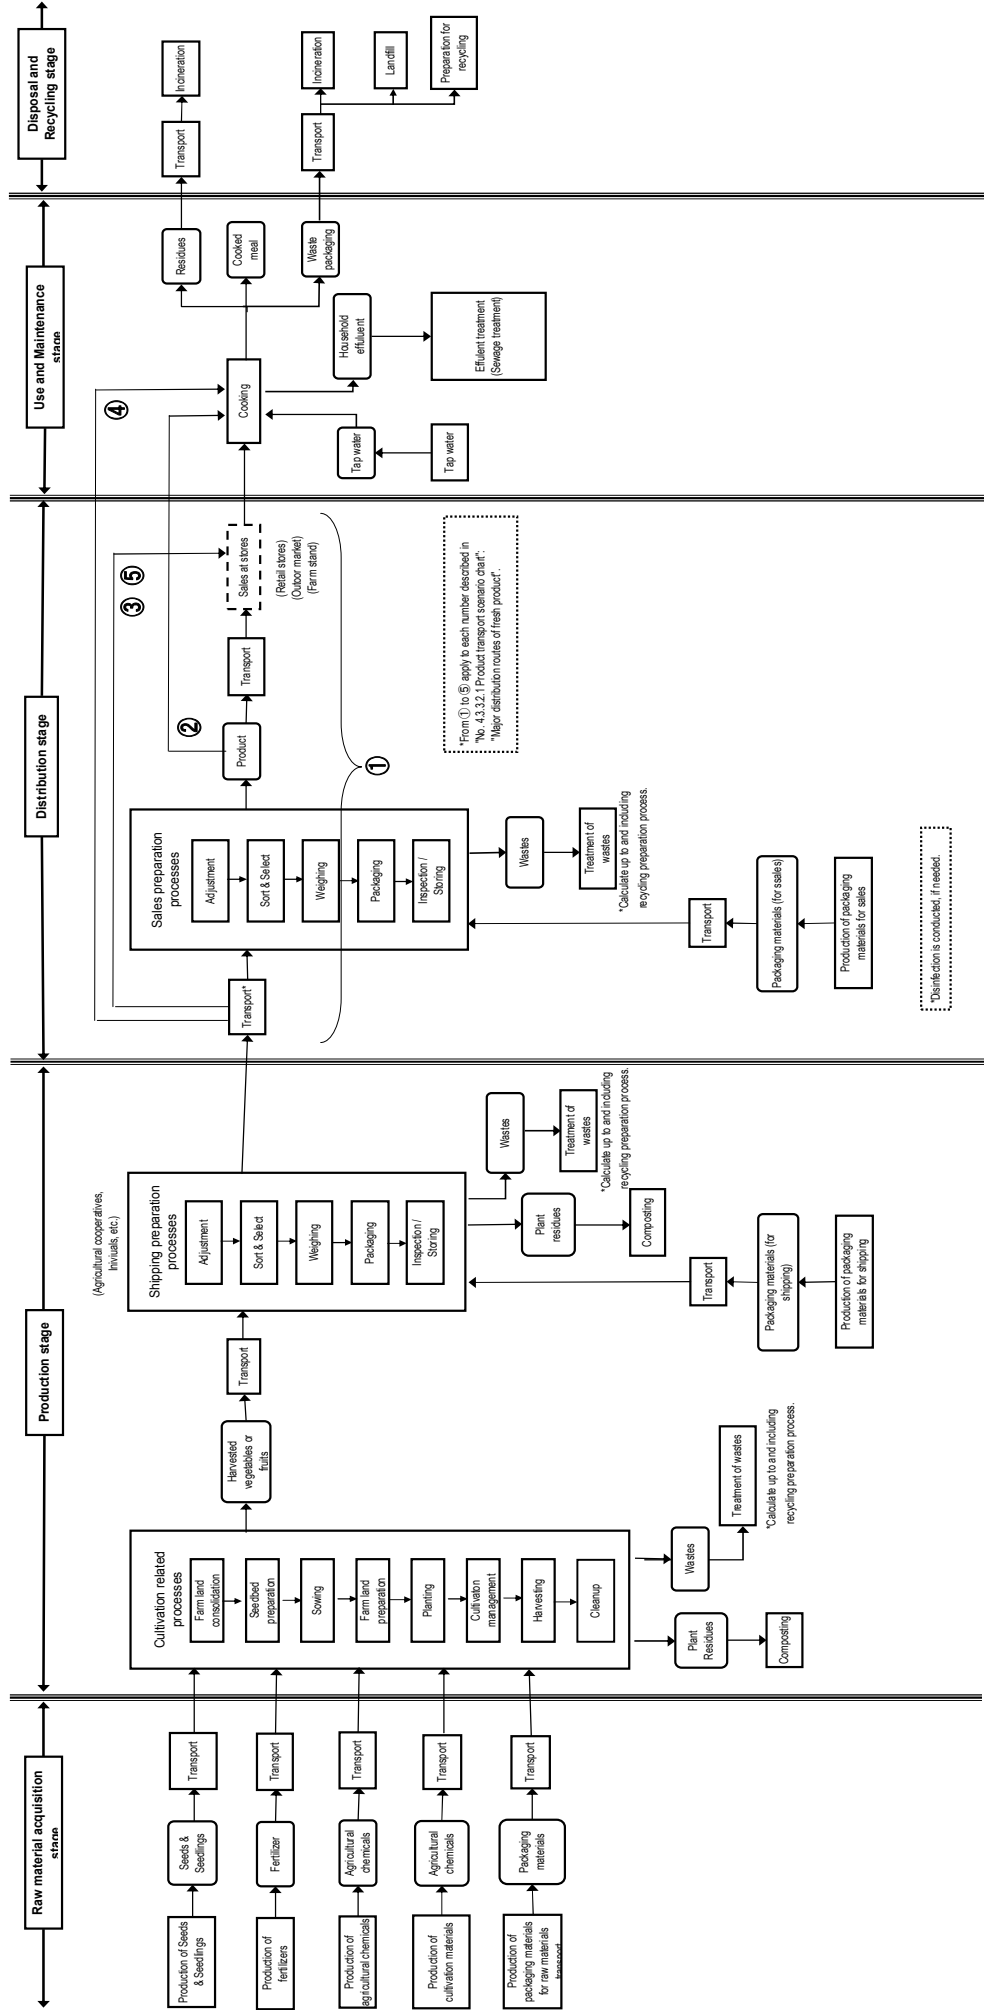 Raw material acquisition
stage
Production stage
Distribution stage
Use and Maintenance
stage
Disposal and
Recycling stage
Production of Seeds
& Seedlings
Seeds &
Seedlings
Transport
Production of
fertilizers
Fertilizer
Transport
Production of
agricultural chemicals
Agricultural
chemicals
Transport
Production of
cultivation materials
Agricultural
chemicals
Transport
Production of
packaging materials
for raw materials
transport
Packaging
materials
Transport
Cultivation related
processes
Farm land
consolidation
Seedbed
preparation
Sowing
Farm land
preparation
Planting
Cultivaton
management
Harvesting
Cleanup
Plant
Residues
Composting
Wastes
Treatment of wastes
*Calculate up to and including
recycling preparation process.
Harvested
vegetables or
fruits
Transport
(Agricultural cooperatives,
Iniviuals, etc.)
Shipping preparation
processes
Adjustment
Sort & Select
Weighing
Packaging
Inspection /
Storing
Plant
residues
Composting
Wastes
Treatment of
wastes
*Calculate up to and including
recycling preparation process.
Transport
Packaging materials (for
shipping)
Production of packaging
materials for shipping
Transport*
Sales preparation
processes
Adjustment
Sort & Select
Weighing
Packaging
Inspection /
Storing
Wastes
Treatment of
wastes
*Calculate up to and including
recycling preparation process.
Transport
Packaging materials (for ssales)
Production of packaging
materials for sales
*Disinfection is conducted, if needed.
Product
Transport
Sales at stores
(Retail stores)
(Outoor market)
(Farm stand)
①
②
③ ⑤
④
*From ① to ⑤ apply to each number described in
"No. 4.3.3.2.1 Product transport scenario chart":
"Major distribution routes of fresh product".
Cooking
Tap water
Tap water
Household
effuluent
Effulent treatment
(Sewage treatment)
Residues
Cooked
meal
Waste
packaging
Transport
Incineration
Transport
Incineration
Landfill
Preparation for
recycling